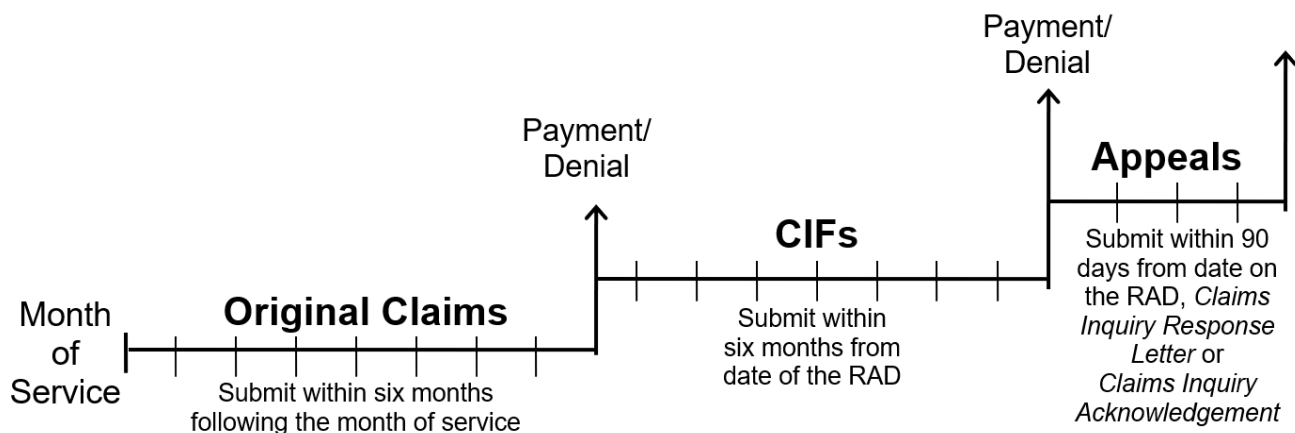 Month
of
Service
Original Claims
Submit within six months
following the month of service
Payment/
Denial
CIFs
Submit within
six months from
date of the RAD
Payment/
Denial
Appeals
Submit within 90
days from date on
the RAD, Claims
Inquiry Response
Letter or
Claims Inquiry
Acknowledgement